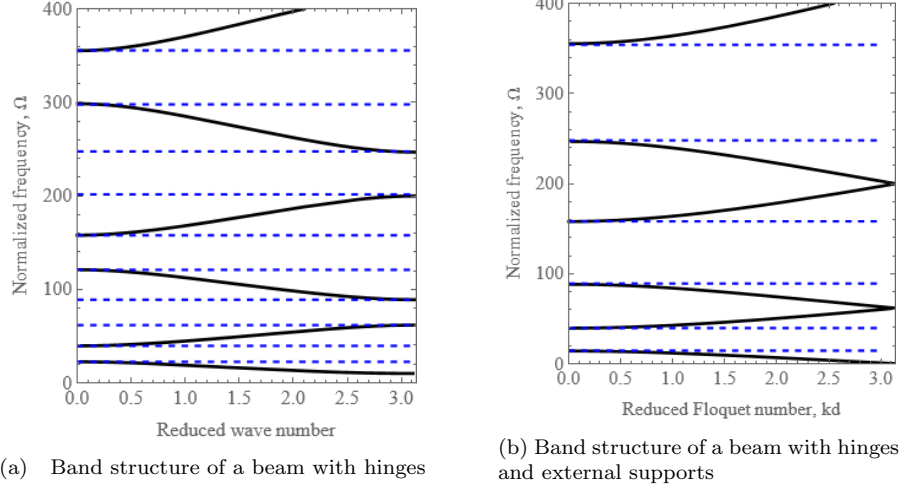 400
300
200
100
0
Normalized frequency, Ω
0.0 0.5 1.0 1.5 2.0 2.5 3.0
Reduced wave number
(a) Band structure of a beam with hinges
400
300
200
100
0
Normalized frequency, Ω
0.0 0.5 1.0 1.5 2.0 2.5 3.0
Reduced Floquet number, kd
(b) Band structure of a beam with hinges
and external supports